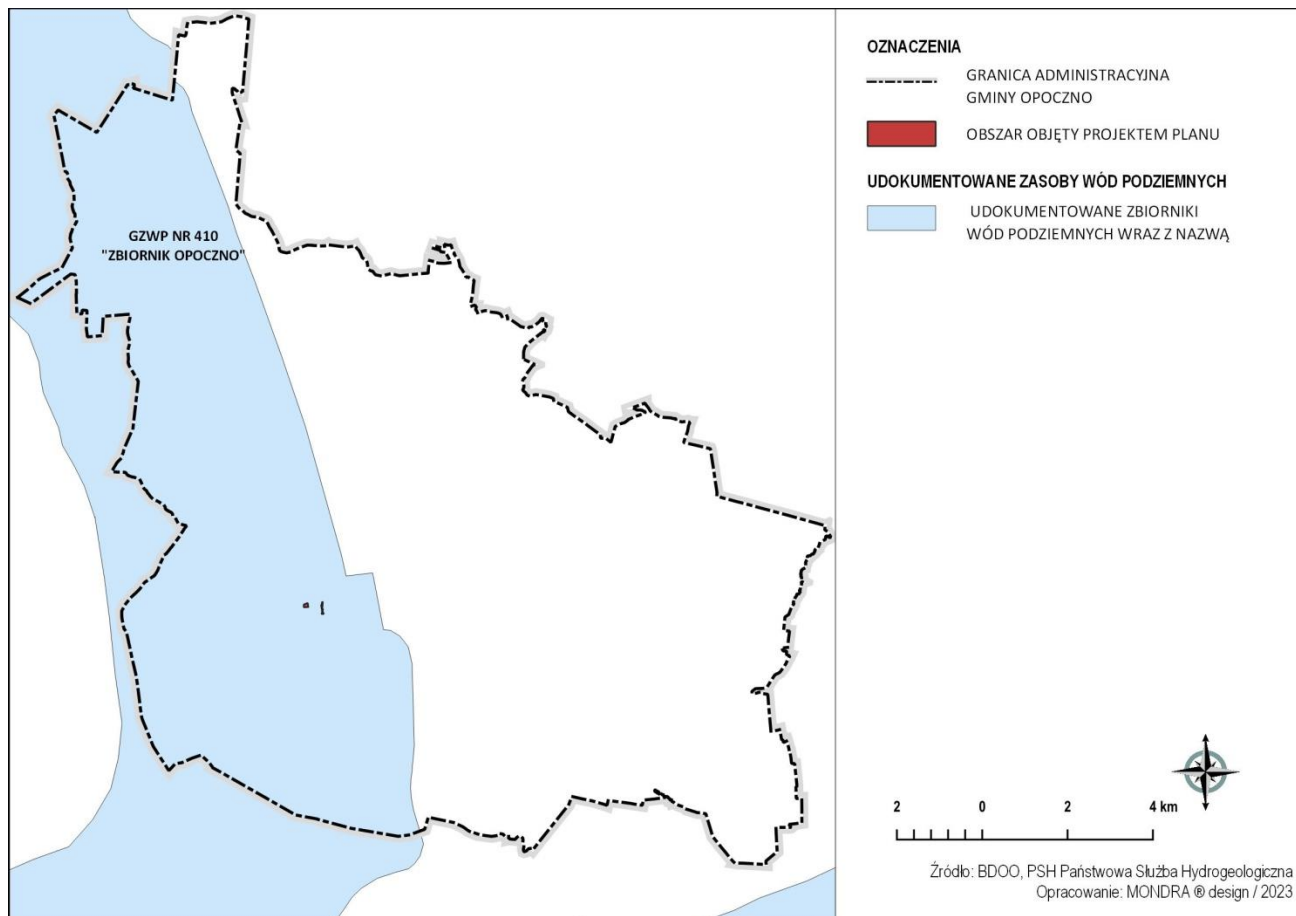 GZWP NR 410
"ZBIORNIK OPOCZNO"
OZNACZENIA
GRANICA ADMINISTRACYJNA
GMINY OPOCZNO
OBSZAR OBJĘTY PROJEKTEM PLANU
UDOKUMENTOWANE ZASOBY WÓD PODZIEMNYCH
UDOKUMENTOWANE ZBIORNIKI
WÓD PODZIEMNYCH WRAZ Z NAZWĄ
2 0 2 4 km
Źródło: BDOO, PSH Państwowa Służba Hydrogeologiczna
Opracowanie: MONDRA ® design / 2023